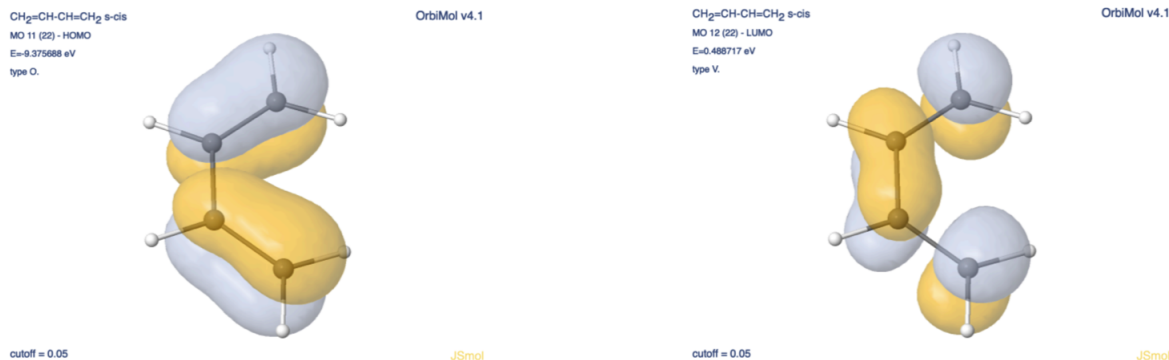 CH2=CH-CH=CH2 s-cis
OrbiMol v4.1
MO 11 (22) - HOMO
E=-9.375688 eV
type O.
cutoff = 0.05
JSmol
CH2=CH-CH=CH2 s-cis
OrbiMol v4.1
MO 12 (22) - LUMO
E=0.488717 eV
type V.
cutoff = 0.05
JSmol